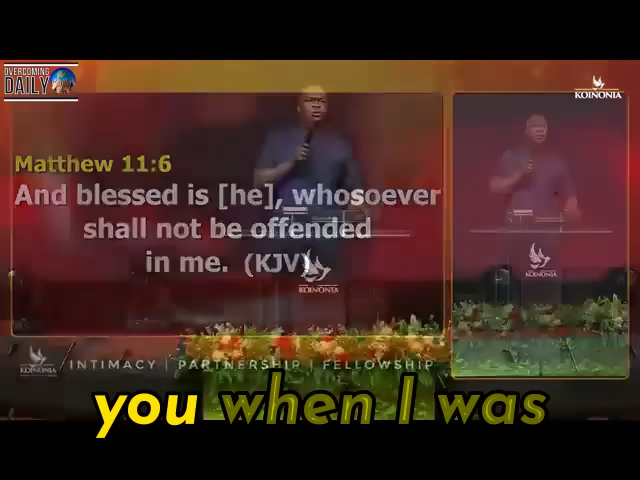 OVERCOMING
DAILY
KOINONIA
Matthew 11:6
And blessed is [he], whosoever
shall not be offended
in me. (KJV)
KOINONIA
KOINONIA
KOINONIA
INTIMACY | PARTNERSHIP | FELLOWSHIP
you when I was